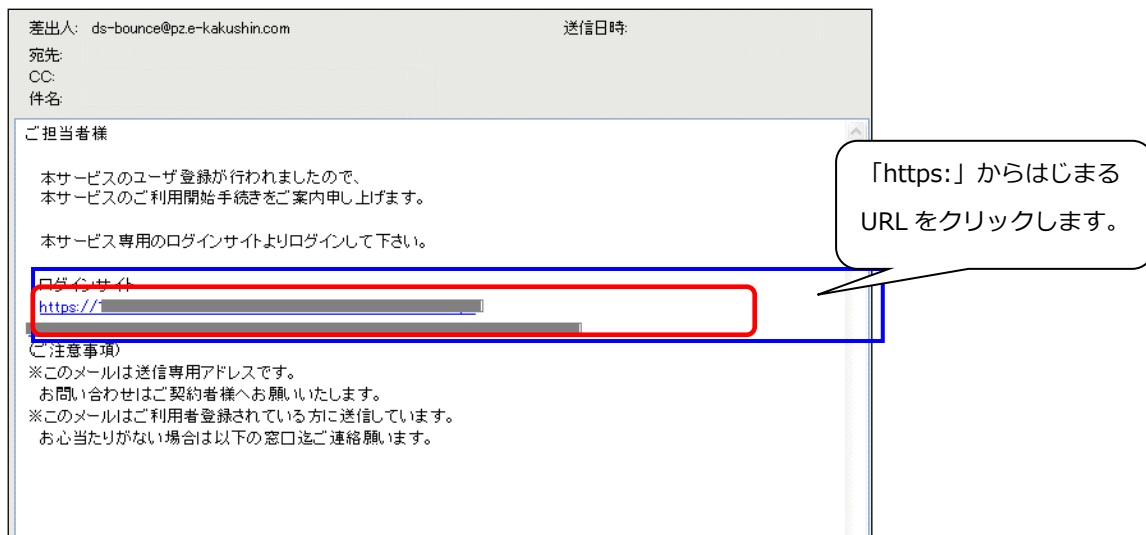 差出人: ds-bounce@pz.e-kakushin.com 送信日時:
宛先:
CC:
件名:
ご担当者様
本サービスのユーザ登録が行われましたので、
本サービスのご利用開始手続きをご案内申し上げます。
本サービス専用のログインサイトよりログインして下さい。
ログインサイト
https://
(ご注意事項)
※このメールは送信専用アドレスです。
お問い合わせはご契約者様へお願いいたします。
※このメールはご利用者登録されている方に送信しています。
お心当たりがない場合は以下の窓口迄ご連絡願います。
「https:」からはじまる
URL をクリックします。